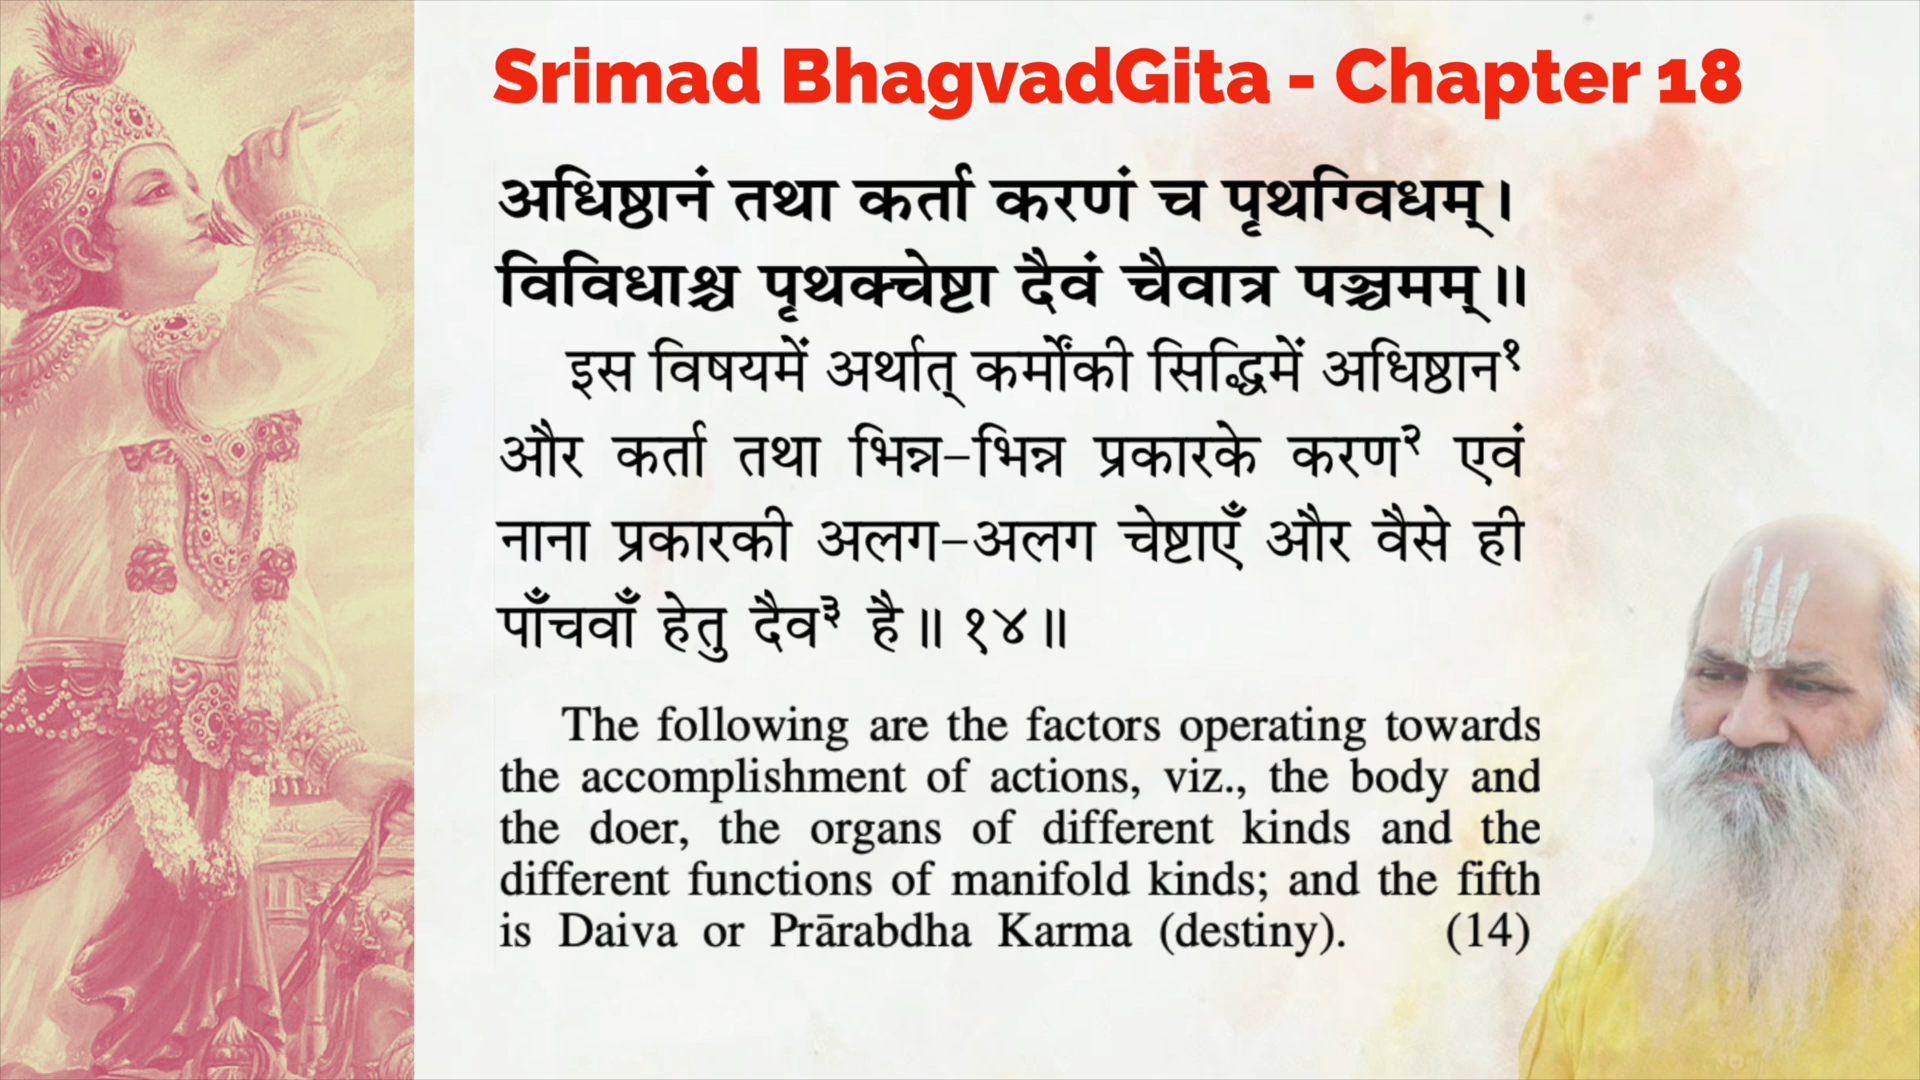 Srimad BhagvadGita - Chapter 18
अधिष्ठानं तथा कर्ता करणं च पृथग्विधम्।
विविधाश्च पृथक्चेष्टा दैवं चैवात्र पञ्चमम्॥
इस विषयमें अर्थात् कर्मोंकी सिद्धिमें अधिष्ठान१
और कर्ता तथा भिन्न-भिन्न प्रकारके करण२ एवं
नाना प्रकारकी अलग-अलग चेष्टाएँ और वैसे ही
पाँचवाँ हेतु दैव३ है॥ १४॥
The following are the factors operating towards
the accomplishment of actions, viz., the body and
the doer, the organs of different kinds and the
different functions of manifold kinds; and the fifth
is Daiva or Prārabdha Karma (destiny). (14)